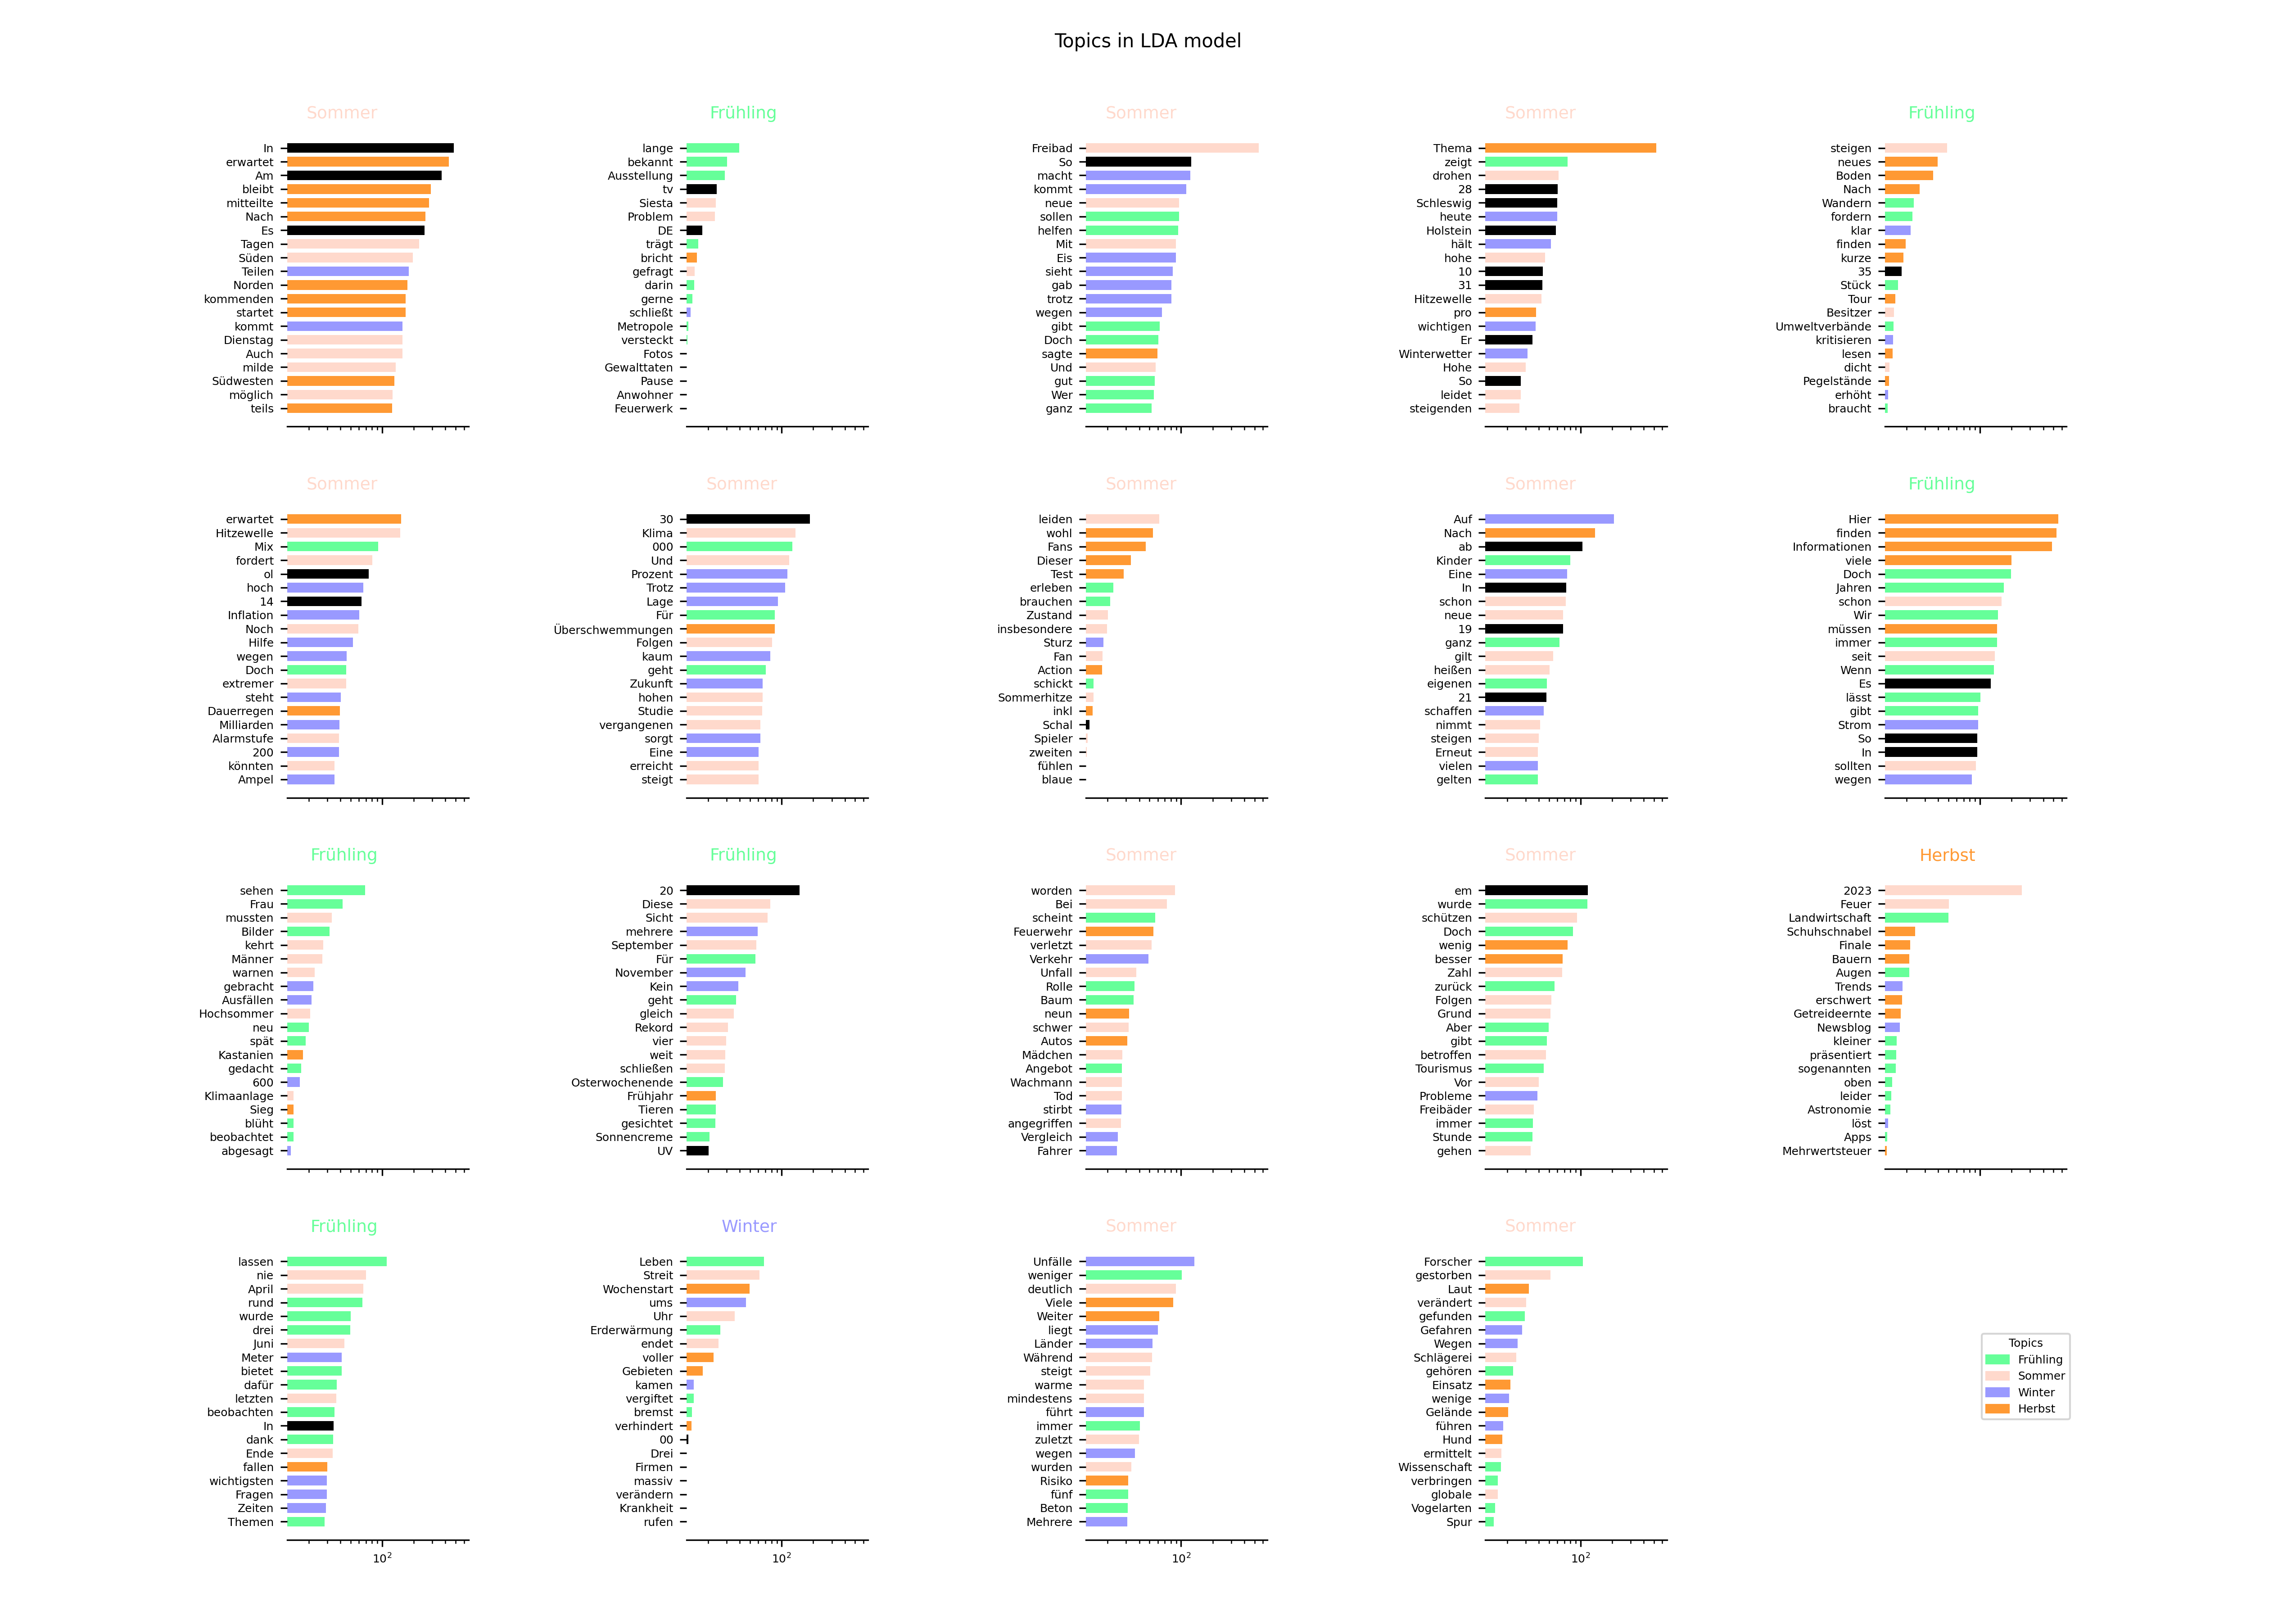 Topics in LDA model
Sommer
In
erwartet
Am
bleibt
mitteilte
Nach
Es
Tagen
Süden
Teilen
Norden
kommenden
startet
kommt
Dienstag
Auch
milde
Südwesten
möglich
teils
Frühling
lange
bekannt
Ausstellung
tv
Siesta
Problem
DE
trägt
bricht
gefragt
darin
gerne
schließt
Metropole
versteckt
Fotos
Gewalttaten
Pause
Anwohner
Feuerwerk
Sommer
Freibad
So
macht
kommt
neue
sollen
helfen
Mit
Eis
sieht
gab
trotz
wegen
gibt
Doch
sagte
Und
gut
Wer
ganz
Sommer
Thema
zeigt
drohen
28
Schleswig
heute
Holstein
hält
hohe
10
31
Hitzewelle
pro
wichtigen
Er
Winterwetter
Hohe
So
leidet
steigenden
Frühling
steigen
neues
Boden
Nach
Wandern
fordern
klar
finden
kurze
35
Stück
Tour
Besitzer
Umweltverbände
kritisieren
lesen
dicht
Pegelstände
erhöht
braucht
Sommer
erwartet
Hitzewelle
Mix
fordert
ol
hoch
14
Inflation
Noch
Hilfe
wegen
Doch
extremer
steht
Dauerregen
Milliarden
Alarmstufe
200
könnten
Ampel
Sommer
30
Klima
000
Und
Prozent
Trotz
Lage
Für
Überschwemmungen
Folgen
kaum
geht
Zukunft
hohen
Studie
vergangenen
sorgt
Eine
erreicht
steigt
Sommer
leiden
wohl
Fans
Dieser
Test
erleben
brauchen
Zustand
insbesondere
Sturz
Fan
Action
schickt
Sommerhitze
inkl
Schal
Spieler
zweiten
fühlen
blaue
Sommer
Auf
Nach
ab
Kinder
Eine
In
schon
neue
19
ganz
gilt
heißen
eigenen
21
schaffen
nimmt
steigen
Erneut
vielen
gelten
Frühling
Hier
finden
Informationen
viele
Doch
Jahren
schon
Wir
müssen
immer
seit
Wenn
Es
lässt
gibt
Strom
So
In
sollten
wegen
Frühling
sehen
Frau
mussten
Bilder
kehrt
Männer
warnen
gebracht
Ausfällen
Hochsommer
neu
spät
Kastanien
gedacht
600
Klimaanlage
Sieg
blüht
beobachtet
abgesagt
Frühling
20
Diese
Sicht
mehrere
September
Für
November
Kein
geht
gleich
Rekord
vier
weit
schließen
Osterwochenende
Frühjahr
Tieren
gesichtet
Sonnencreme
UV
Sommer
worden
Bei
scheint
Feuerwehr
verletzt
Verkehr
Unfall
Rolle
Baum
neun
schwer
Autos
Mädchen
Angebot
Wachmann
Tod
stirbt
angegriffen
Vergleich
Fahrer
Sommer
em
wurde
schützen
Doch
wenig
besser
Zahl
zurück
Folgen
Grund
Aber
gibt
betroffen
Tourismus
Vor
Probleme
Freibäder
immer
Stunde
gehen
Herbst
2023
Feuer
Landwirtschaft
Schuhschnabel
Finale
Bauern
Augen
Trends
erschwert
Getreideernte
Newsblog
kleiner
präsentiert
sogenannten
oben
leider
Astronomie
löst
Apps
Mehrwertsteuer
Frühling
lassen
nie
April
rund
wurde
drei
Juni
Meter
bietet
dafür
letzten
beobachten
In
dank
Ende
fallen
wichtigsten
Fragen
Zeiten
Themen
10²
Winter
Leben
Streit
Wochenstart
ums
Uhr
Erderwärmung
endet
voller
Gebieten
kamen
vergiftet
bremst
verhindert
00
Drei
Firmen
massiv
verändern
Krankheit
rufen
10²
Sommer
Unfälle
weniger
deutlich
Viele
Weiter
liegt
Länder
Während
steigt
warme
mindestens
führt
immer
zuletzt
wegen
wurden
Risiko
fünf
Beton
Mehrere
10²
Sommer
Forscher
gestorben
Laut
verändert
gefunden
Gefahren
Wegen
Schlägerei
gehören
Einsatz
wenige
Gelände
führen
Hund
ermittelt
Wissenschaft
verbringen
globale
Vogelarten
Spur
10²
Topics
Frühling
Sommer
Winter
Herbst